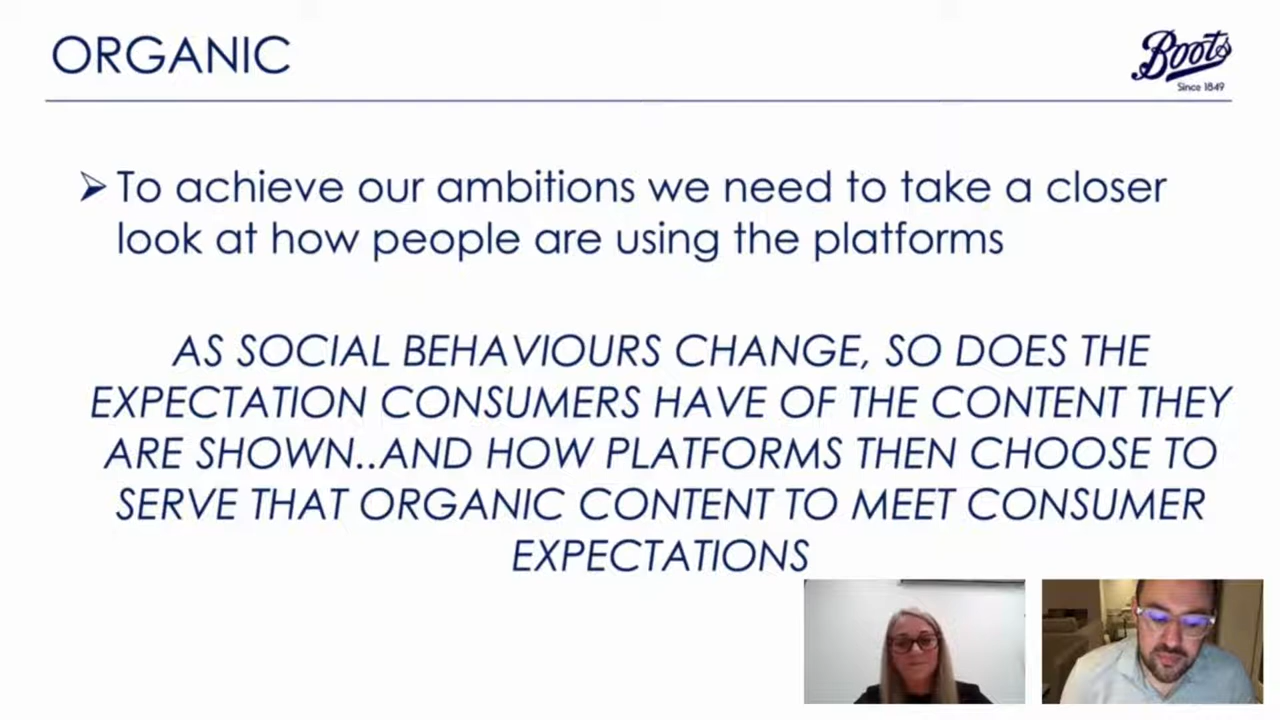 ORGANIC
Boots
Since 1849
➢ To achieve our ambitions we need to take a closer
look at how people are using the platforms
AS SOCIAL BEHAVIOURS CHANGE, SO DOES THE
EXPECTATION CONSUMERS HAVE OF THE CONTENT THEY
ARE SHOWN..AND HOW PLATFORMS THEN CHOOSE TO
SERVE THAT ORGANIC CONTENT TO MEET CONSUMER
EXPECTATIONS